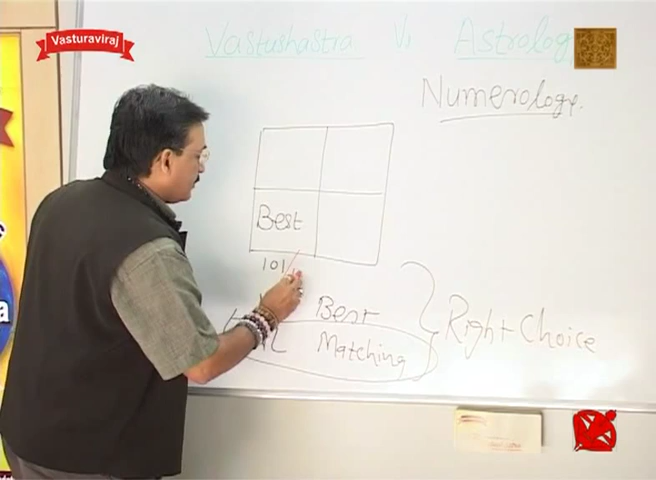 Vasturaviraj
Vastushastra Vs Astrolog
Numerology.
Best
101
Best
Matching
Right Choice